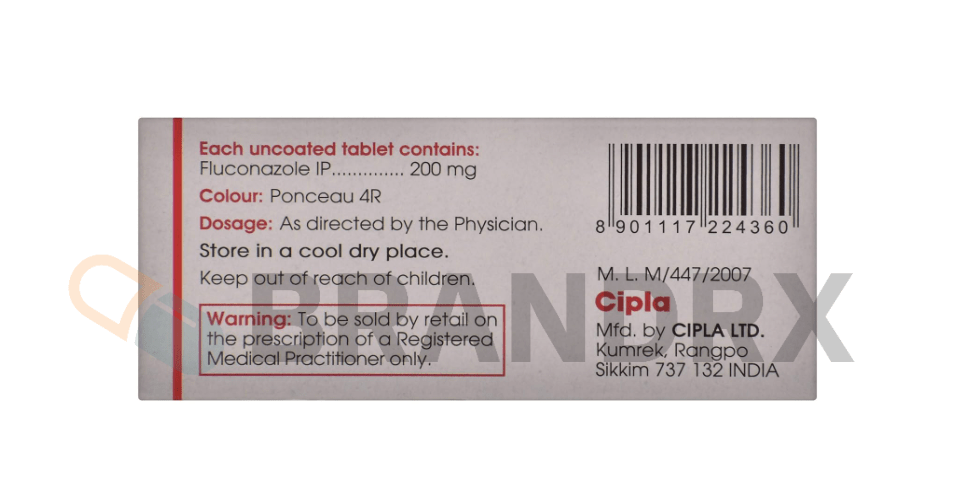 Each uncoated tablet contains:
Fluconazole IP.............. 200 mg
Colour: Ponceau 4R
Dosage: As directed by the Physician.
Store in a cool dry place.
Keep out of reach of children.
Warning: To be sold by retail on
the prescription of a Registered
Medical Practitioner only.
8 901117 224360
M. L. M/447/2007
Cipla
Mfd. by CIPLA LTD.
Kumrek, Rangpo
Sikkim 737 132 INDIA
BRANDRX